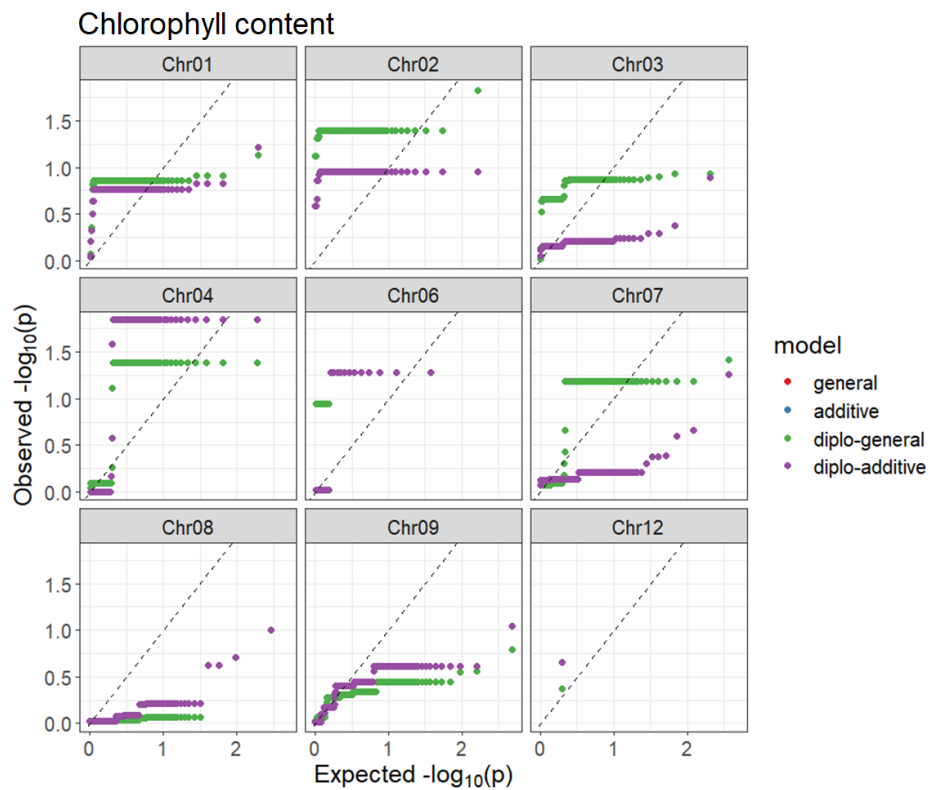 Chlorophyll content
Chr01 Chr02 Chr03
1.5
1.0
0.5
0.0
Chr04 Chr06 Chr07
1.5
1.0
0.5
0.0
Chr08 Chr09 Chr12
1.5
1.0
0.5
0.0
0 1 2 0 1 2 0 1 2
Expected -log10(p)
Observed -log10(p)
model
general
additive
diplo-general
diplo-additive